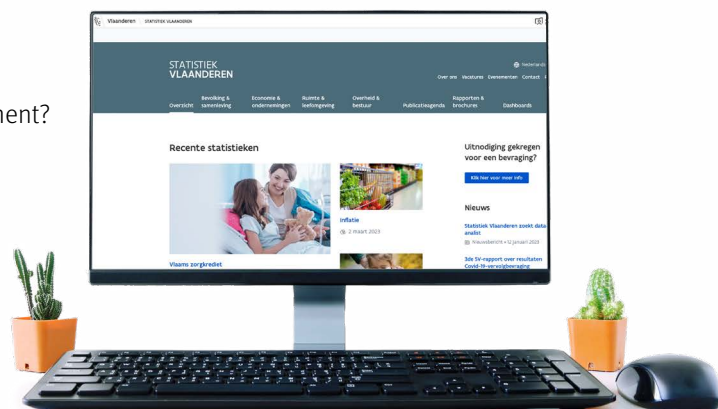 Vlaanderen STATISTIEK VLAANDEREN
nent?
STATISTIEK
VLAANDEREN
Nederlands
Over ons Vacatures Evenementen Contact
Overzicht
Bevolking &
samenleving
Economie &
ondernemingen
Ruimte &
leefomgeving
Overheid &
bestuur
Publicatieagenda
Rapporten &
brochures
Dashboards
Recente statistieken
Vlaams zorgkrediet
Inflatie
2 maart 2023
Uitnodiging gekregen
voor een bevraging?
Klik hier voor meer info
Nieuws
Statistiek Vlaanderen zoekt data
analist
Nieuwsbericht • 12 januari 2023
3de SV-rapport over resultaten
Covid-19-vervolgbevraging